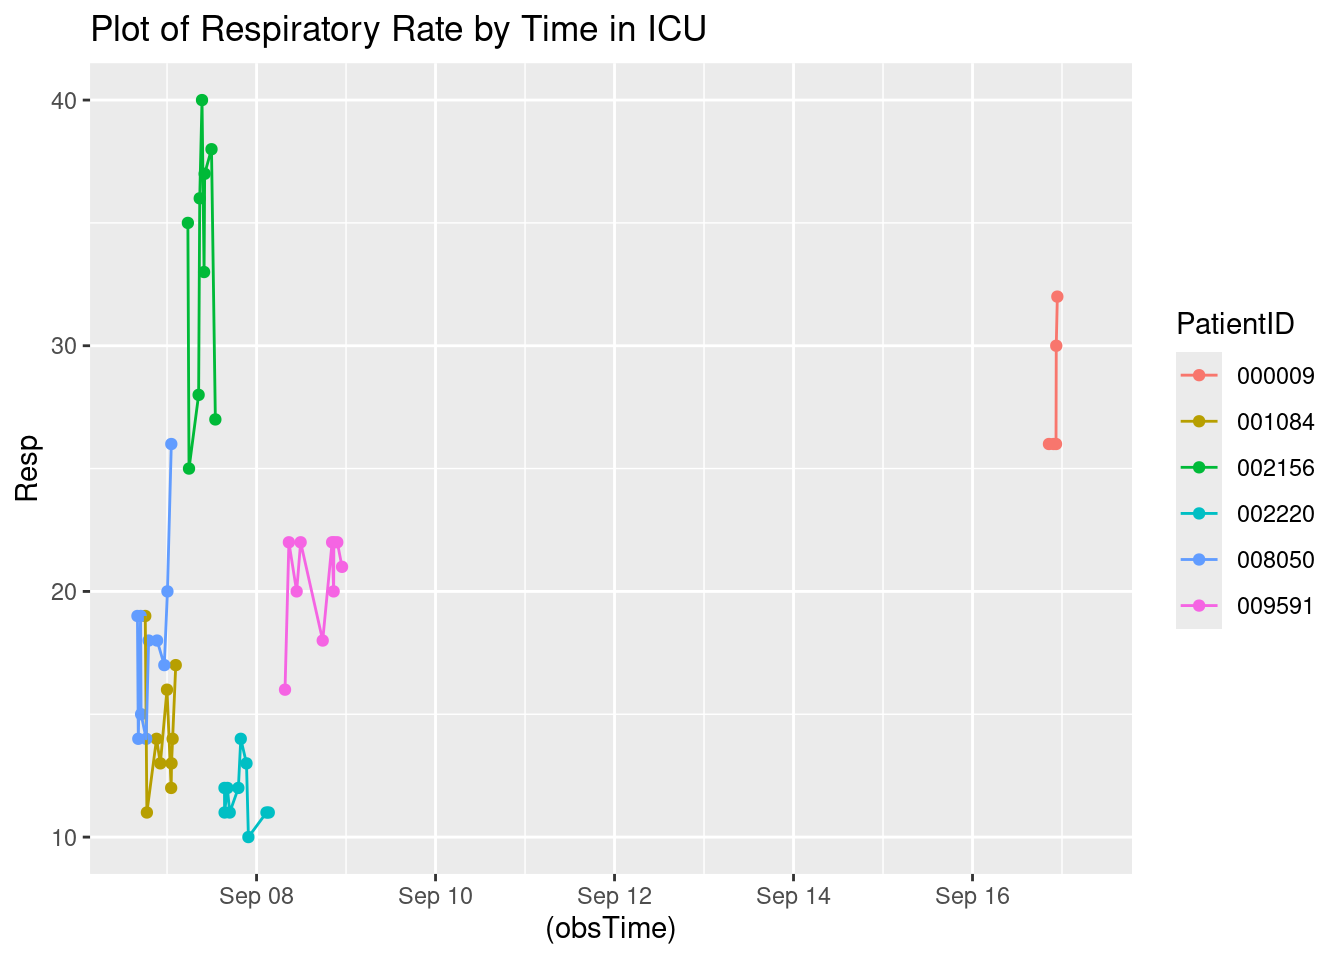 Plot of Respiratory Rate by Time in ICU
40
30
20
10
Resp
Sep 08 Sep 10 Sep 12 Sep 14 Sep 16
(obsTime)
PatientID
000009
001084
002156
002220
008050
009591